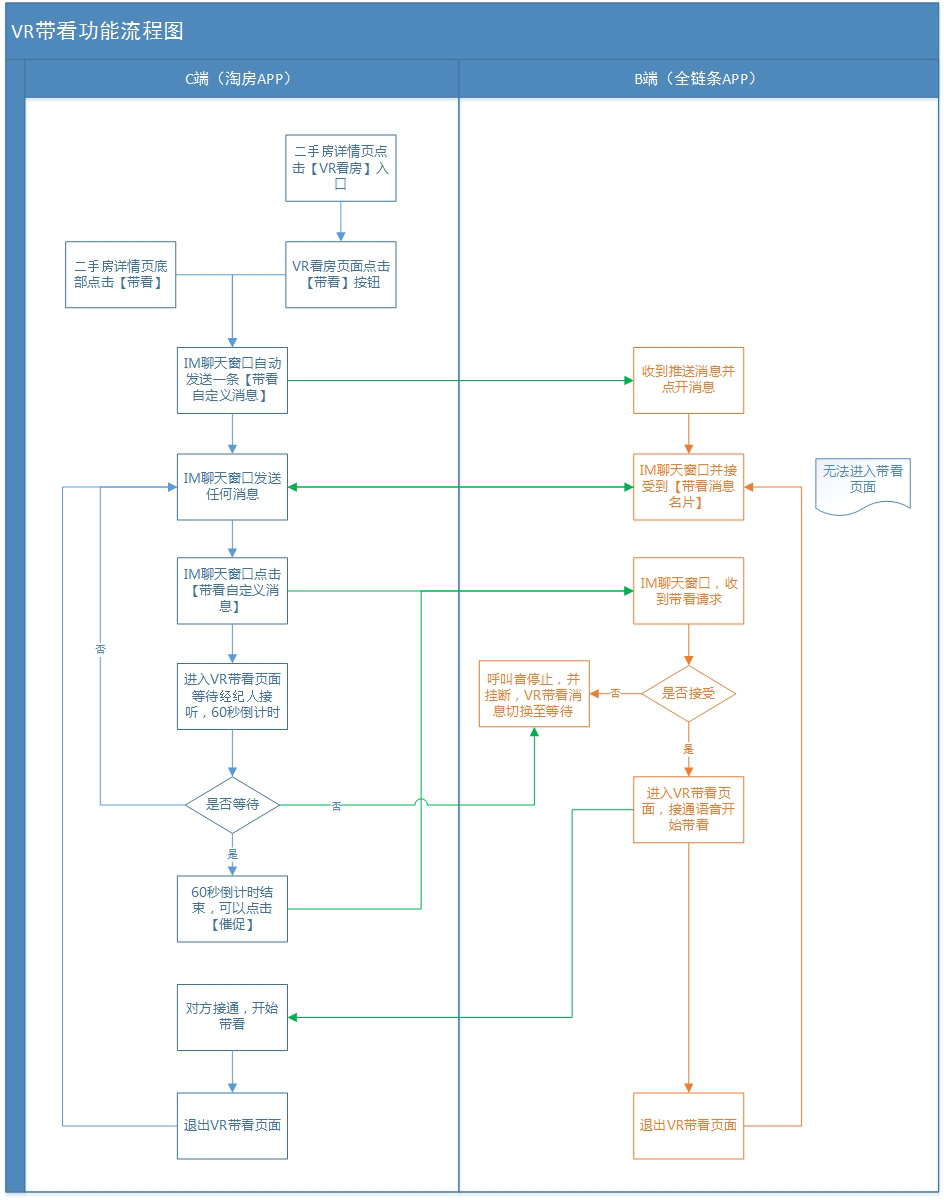 VR带看功能流程图
C端（淘房APP）
B端（全链条APP）
二手房详情页点
击【VR看房】入
口
二手房详情页底
部点击【带看】
VR看房页面点击
【带看】按钮
IM聊天窗口自动
发送一条【带看
自定义消息】
收到推送消息并
点开消息
IM聊天窗口发送
任何消息
IM聊天窗口并接
受到【带看消息
名片】
无法进入带看
页面
IM聊天窗口点击
【带看自定义消
息】
IM聊天窗口，收
到带看请求
否
进入VR带看页面
等待经纪人接
听，60秒倒计时
呼叫音停止，并
挂断，VR带看消
息切换至等待
否
是否接受
是
是否等待
否
进入VR带看页
面，接通语音开
始带看
是
60秒倒计时结
束，可以点击
【催促】
对方接通，开始
带看
退出VR带看页面
退出VR带看页面